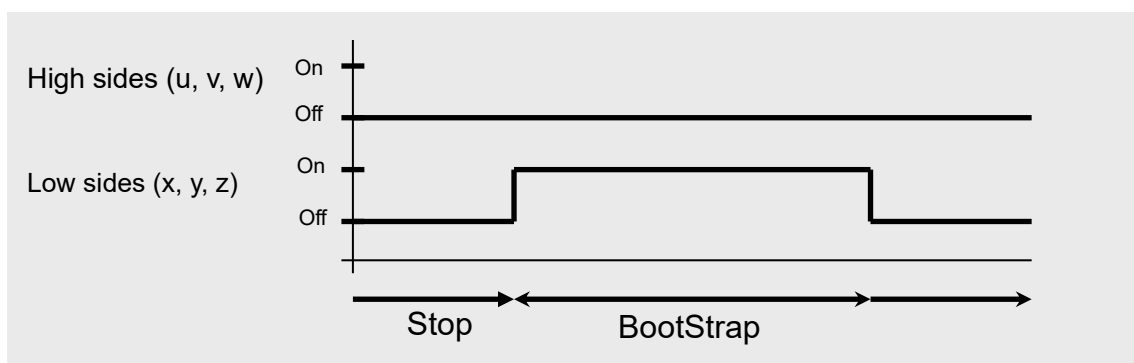 High sides (u, v, w)
On
Off
Low sides (x, y, z)
On
Off
Stop
BootStrap